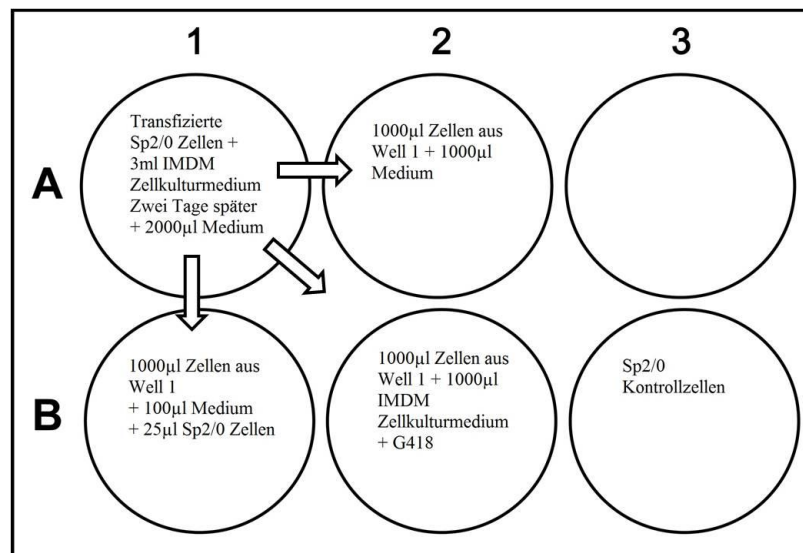 1
2
3
A
Transfizierte
Sp2/0 Zellen +
3ml IMDM
Zellkulturmedium
Zwei Tage später
+ 2000µl Medium
1000µl Zellen aus
Well 1 + 1000µl
Medium
B
1000µl Zellen aus
Well 1
+ 100µl Medium
+ 25µl Sp2/0 Zellen
1000µl Zellen aus
Well 1 + 1000µl
IMDM
Zellkulturmedium
+ G418
Sp2/0
Kontrollzellen